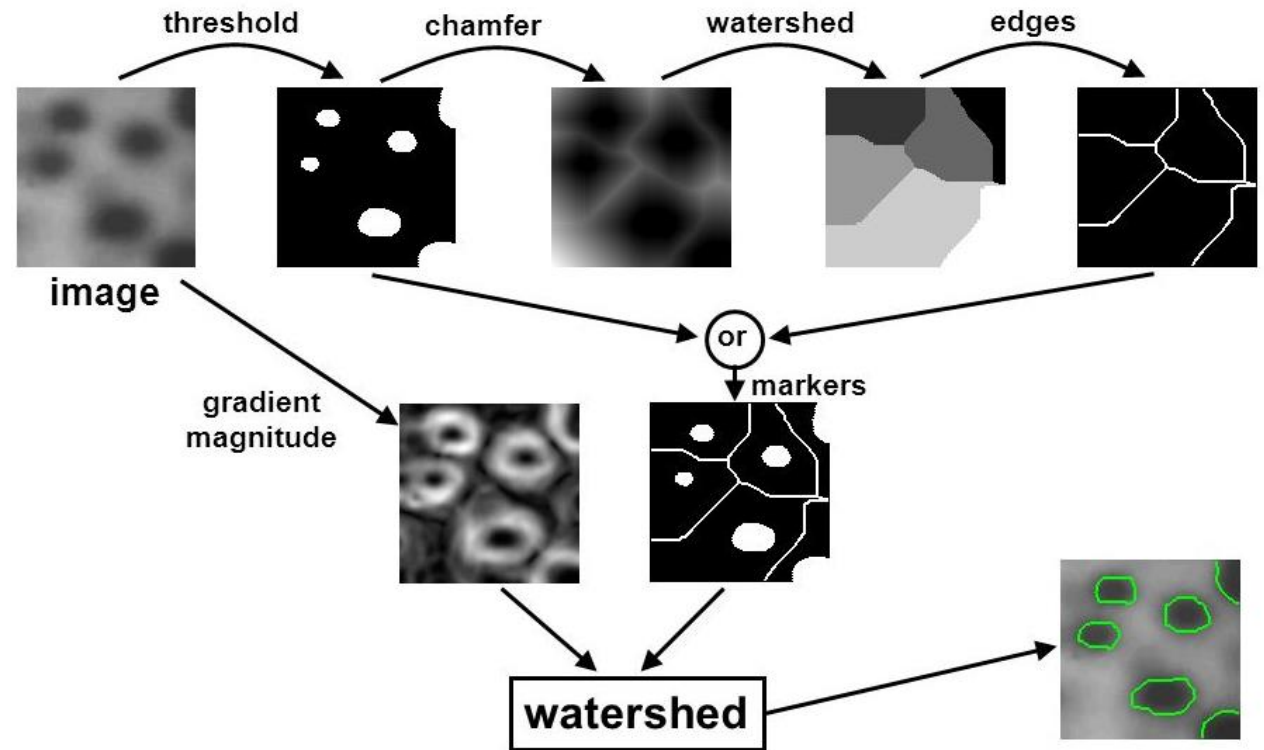 threshold
chamfer
watershed
edges
image
or
markers
gradient
magnitude
watershed